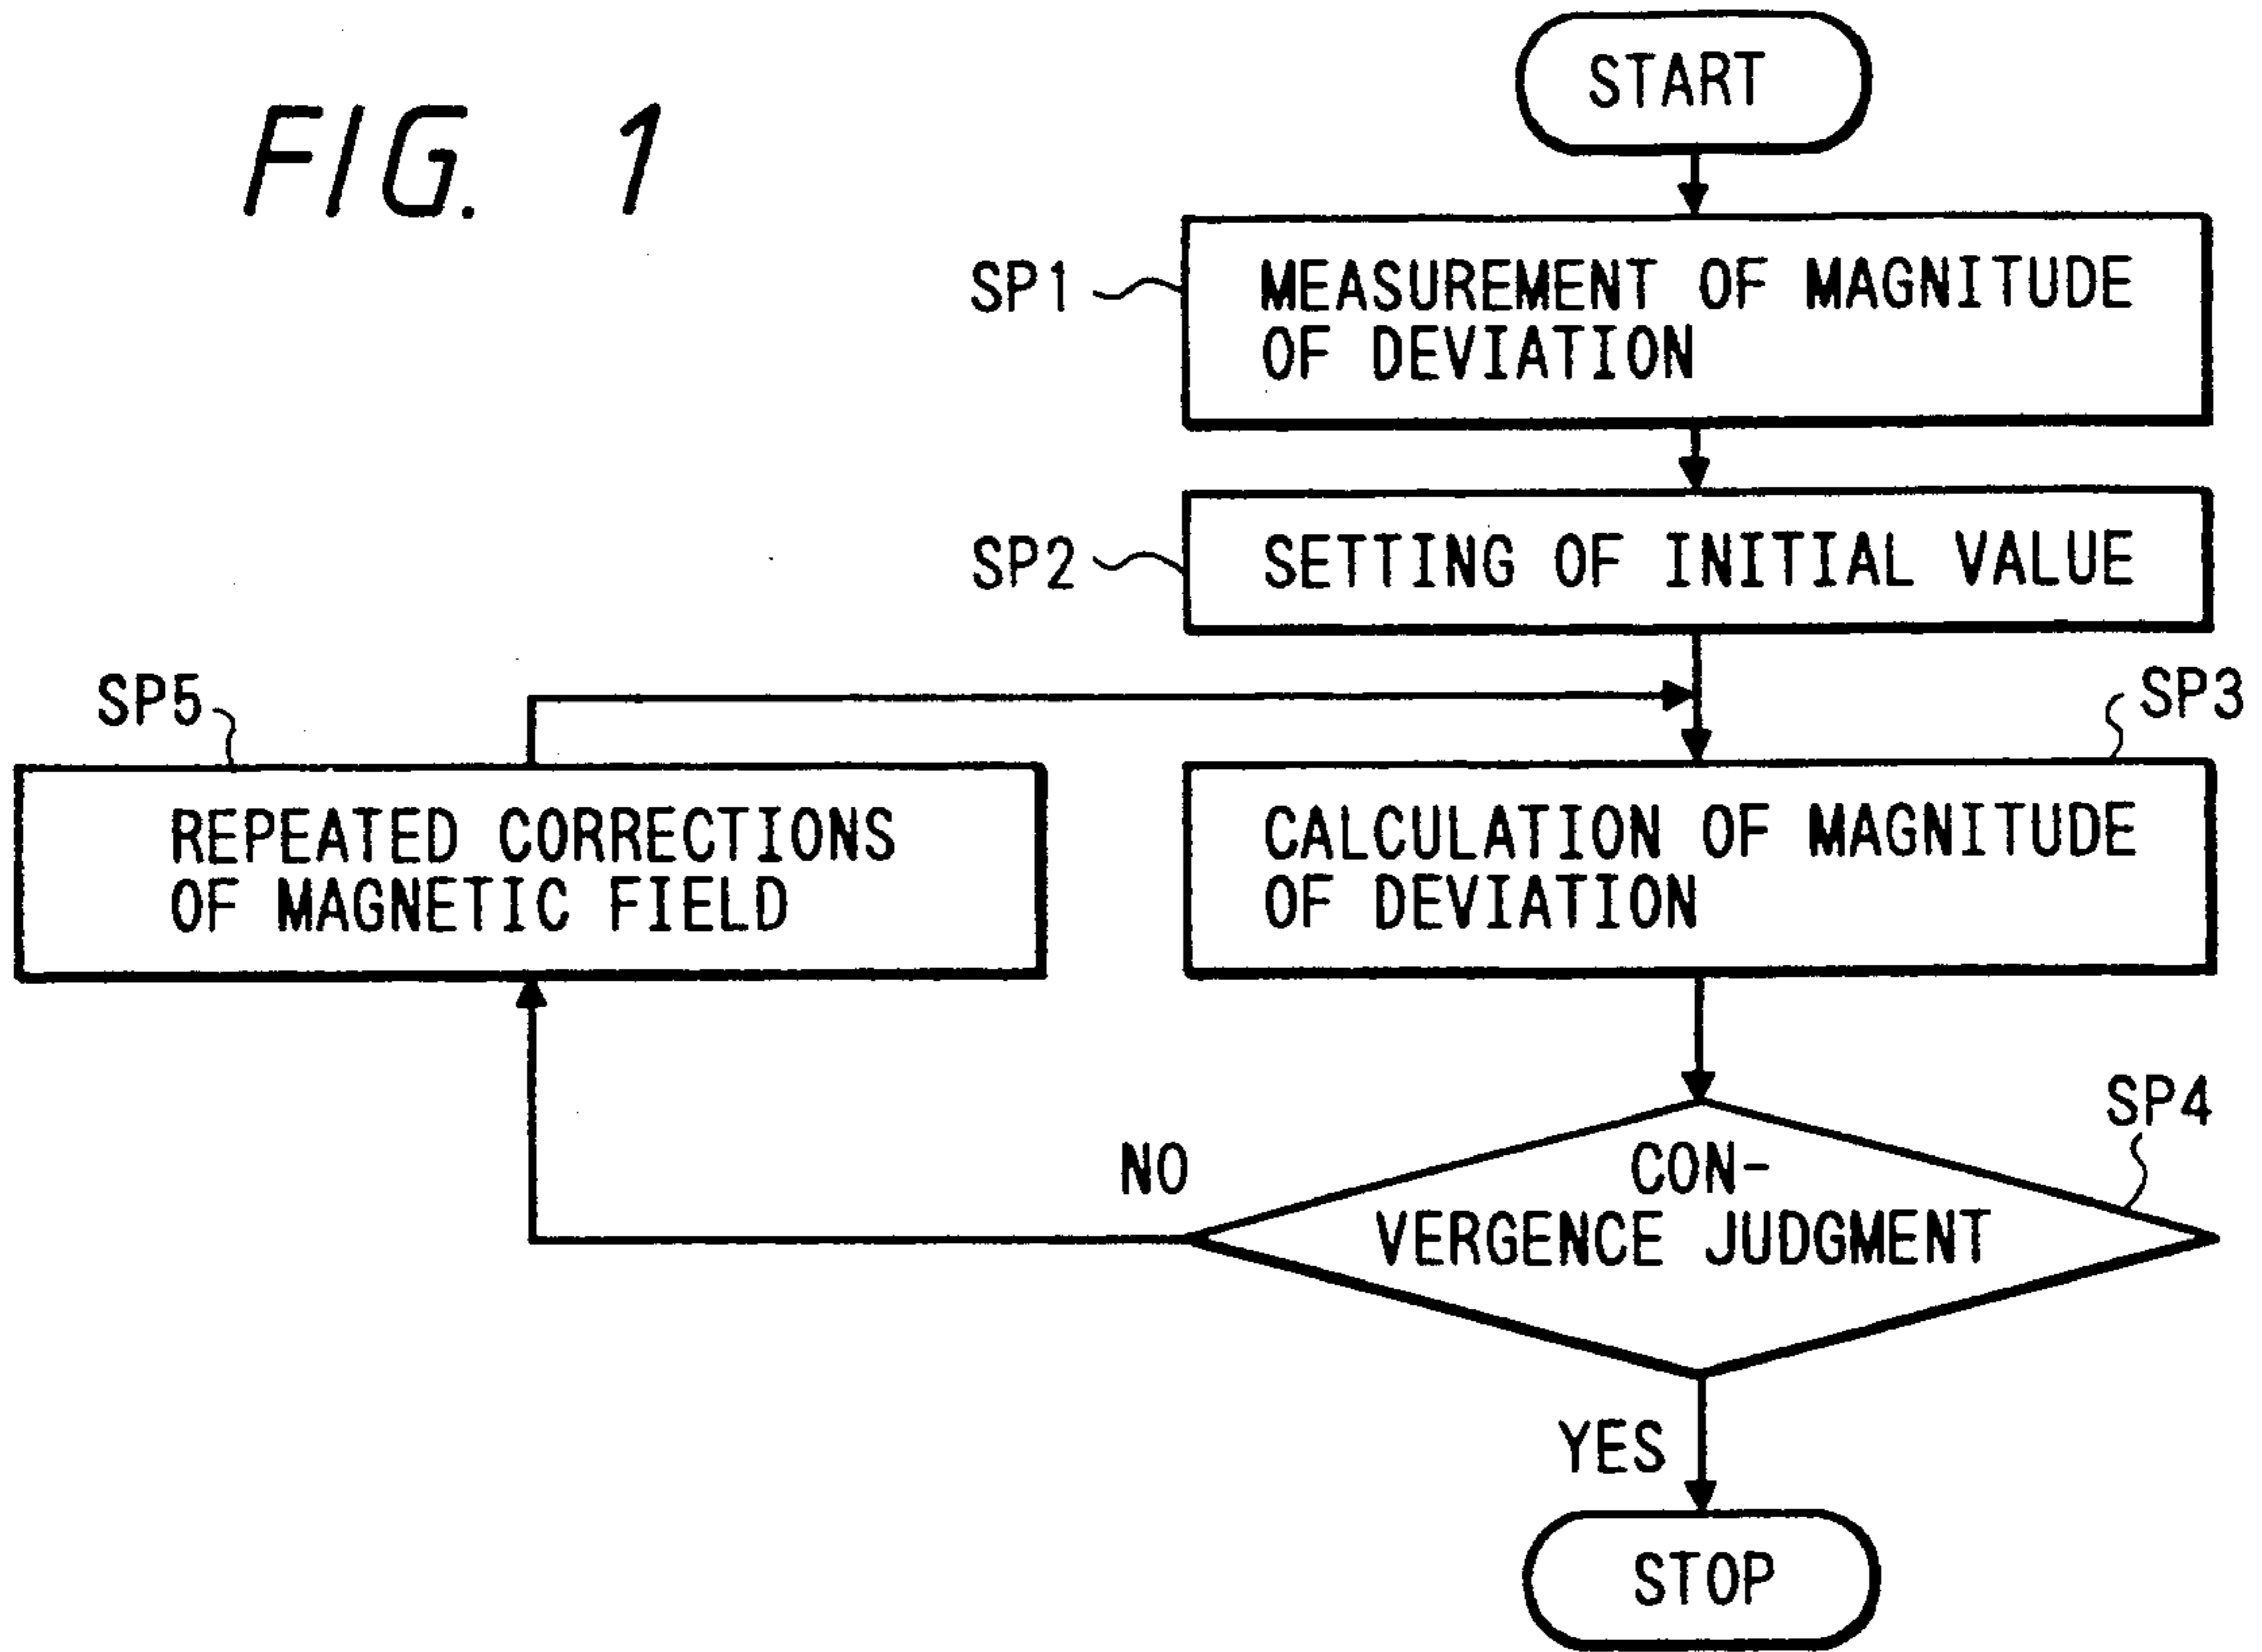 FIG. 1
START
SP1
MEASUREMENT OF MAGNITUDE
OF DEVIATION
SP2
SETTING OF INITIAL VALUE
SP5
SP3
REPEATED CORRECTIONS
OF MAGNETIC FIELD
CALCULATION OF MAGNITUDE
OF DEVIATION
SP4
NO
CON-
VERGENCE JUDGMENT
YES
STOP